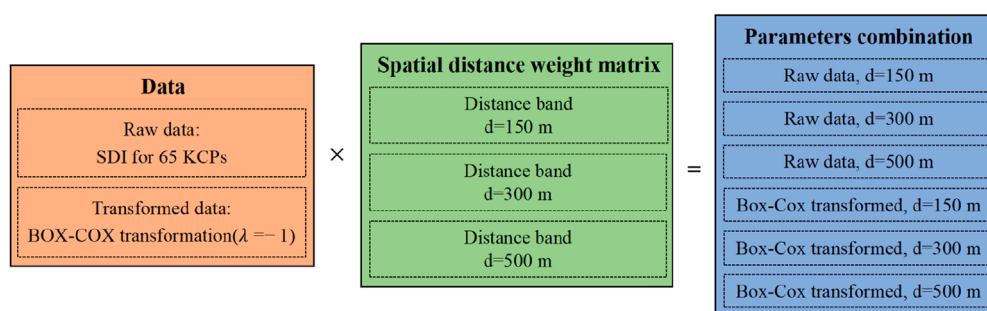 Data
Raw data:
SDI for 65 KCPs
Transformed data:
BOX-COX transformation(λ =− 1)
×
Spatial distance weight matrix
Distance band
d=150 m
Distance band
d=300 m
Distance band
d=500 m
=
Parameters combination
Raw data, d=150 m
Raw data, d=300 m
Raw data, d=500 m
Box-Cox transformed, d=150 m
Box-Cox transformed, d=300 m
Box-Cox transformed, d=500 m